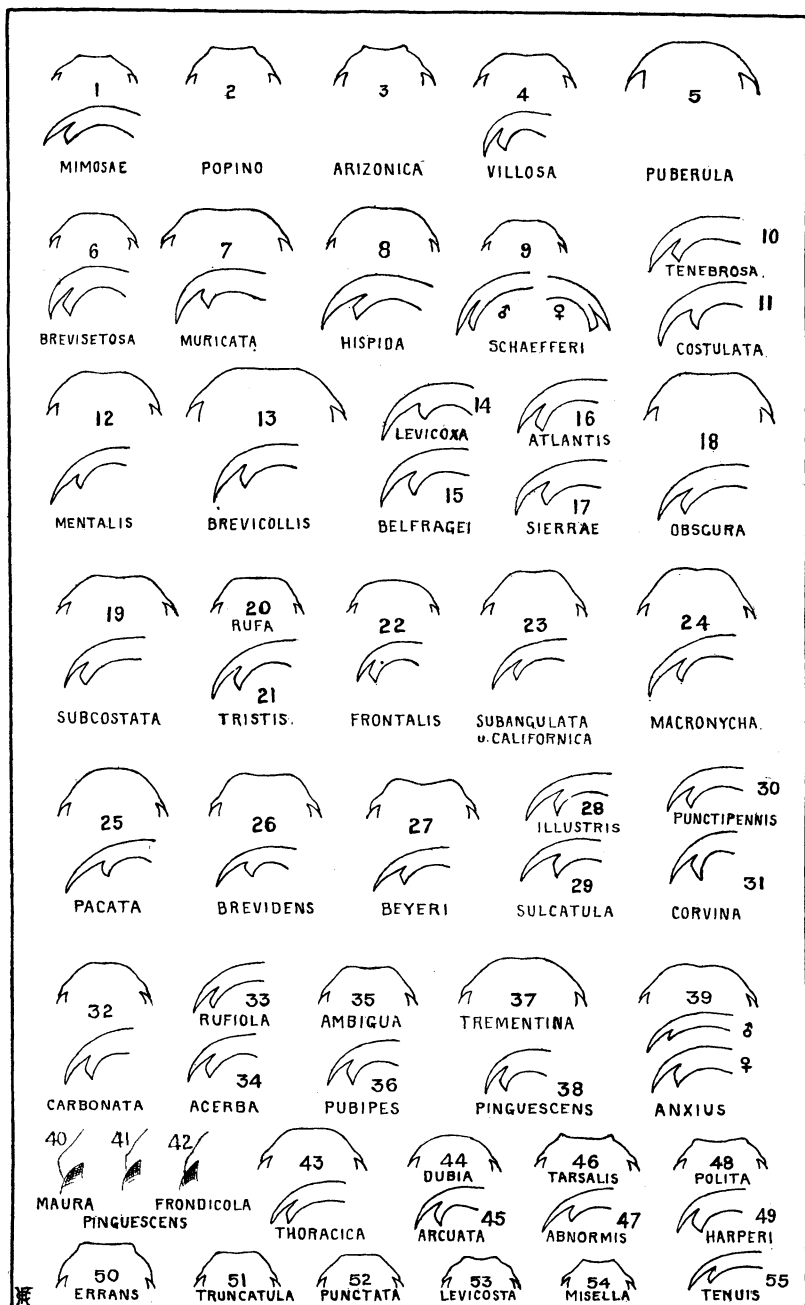 1 2 3 4 5
MIMOSAE POPINO ARIZONICA VILLOSA PUBERULA
6 7 8 9 10
TENEBROSA.
♂ ♀ 11
BREVISETOSA MURICATA HISPIDA SCHAEFFERI COSTULATA
12 13 14 16 18
LEVICOXA ATLANTIS
15 17
MENTALIS BREVICOLLIS BELFRAGEI SIERRAE OBSCURA
19 20 22 23 24
RUFA
21
SUBCOSTATA TRISTIS. FRONTALIS SUBANGULATA MACRONYCHA.
u. CALIFORNICA
25 26 27 28 30
ILLUSTRIS PUNCTIPENNIS
29 31
PACATA BREVIDENS BEYERI SULCATULA CORVINA
32 33 35 37 39
RUFIOLA AMBIGUA TREMENTINA ♂
34 36 38 ♀
CARBONATA ACERBA PUBIPES PINGUESCENS ANXIUS
40 41 42 43 44 46 48
DUBIA TARSALIS POLITA
MAURA FRONDICOLA 45 47 49
PINGUESCENS THORACICA ARCUATA ABNORMIS HARPERI
50 51 52 53 54 55
ERRANS TRUNCATULA PUNCTATA LEVICOSTA MISELLA TENUIS